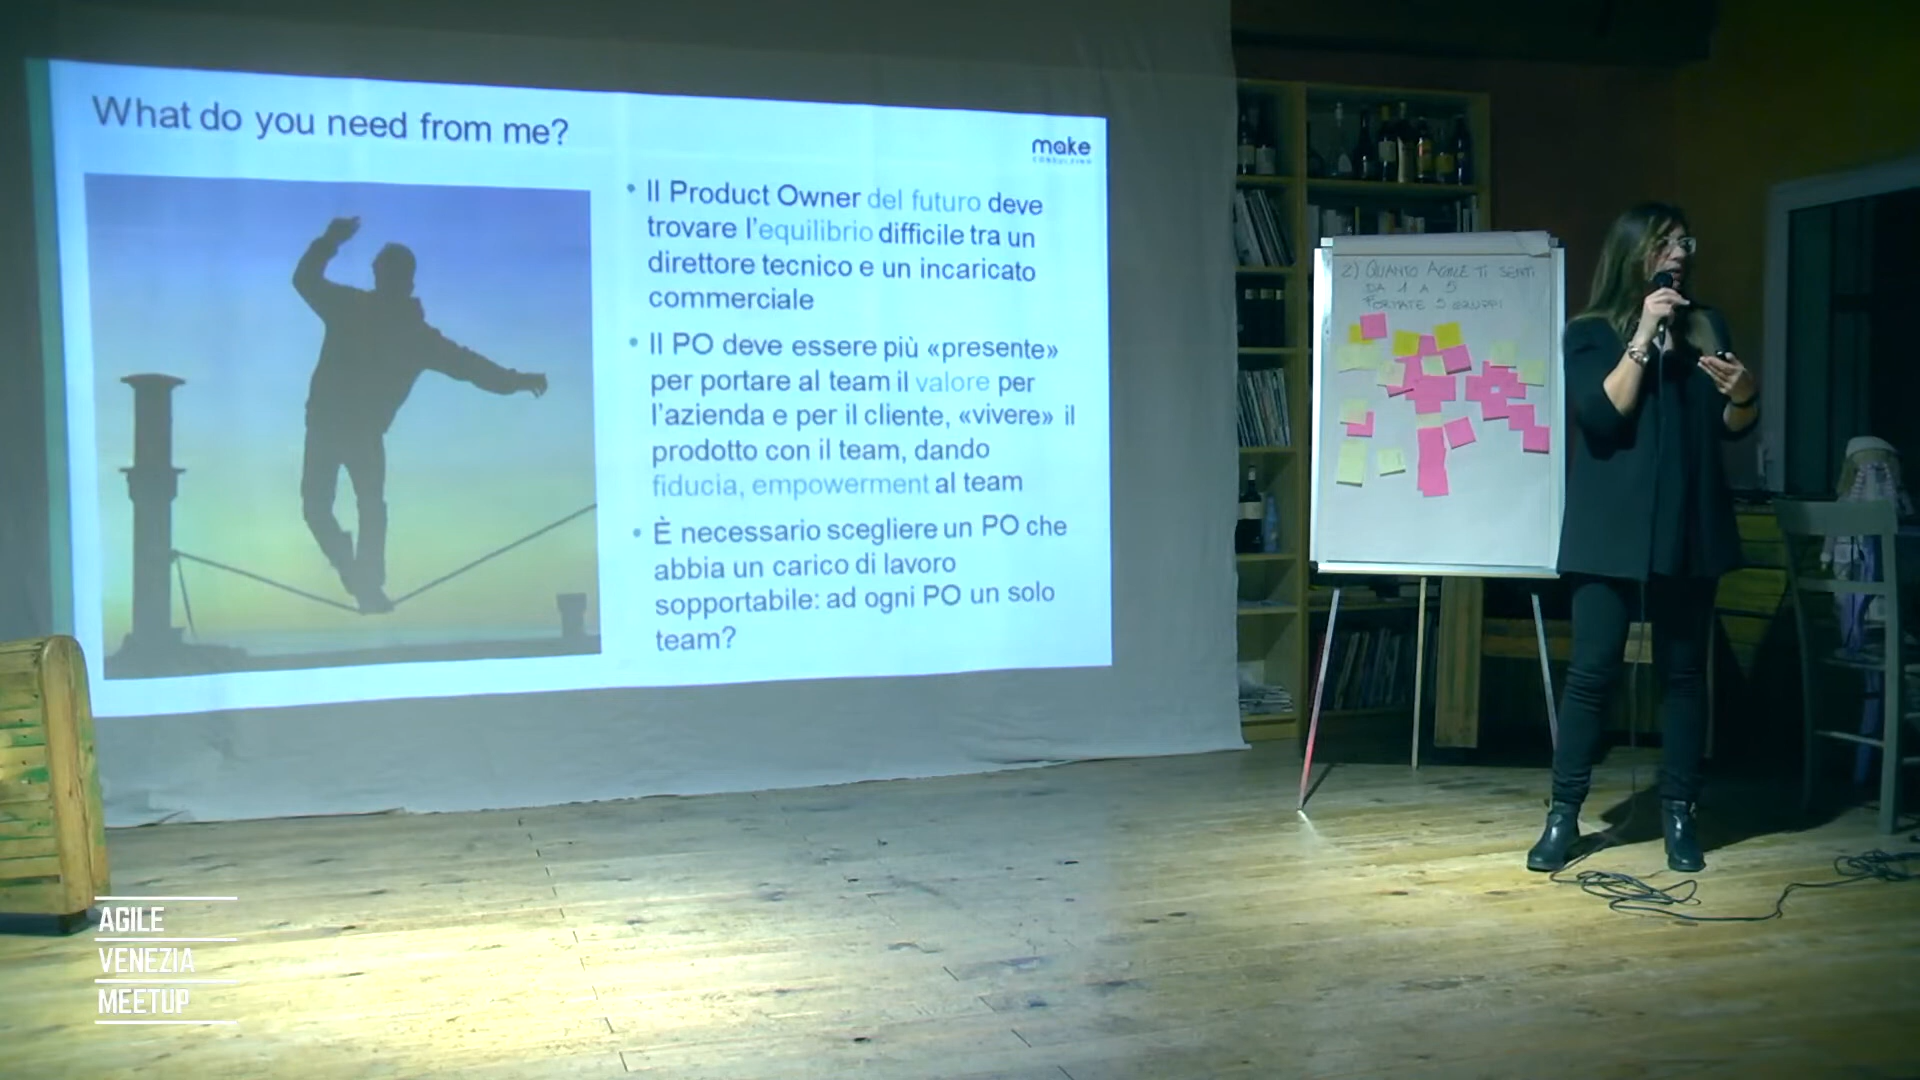 What do you need from me?
make
CONSULTING
• Il Product Owner del futuro deve
trovare l'equilibrio difficile tra un
direttore tecnico e un incaricato
commerciale
• Il PO deve essere più «presente»
per portare al team il valore per
l'azienda e per il cliente, «vivere» il
prodotto con il team, dando
fiducia, empowerment al team
• È necessario scegliere un PO che
abbia un carico di lavoro
sopportabile: ad ogni PO un solo
team?
2) QUANTO AGILE TI SENTI
DA 1 A 5
FORMATE 5 GRUPPI
AGILE
VENEZIA
MEETUP